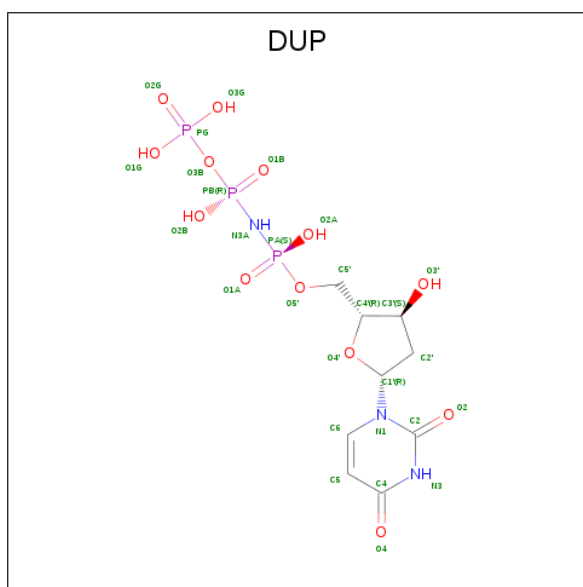 DUP
O2G O3G
O OH
P PG
HO O O
O1G O3B O1B
PB(R) P
HO NH O2A
O2B N3A PA(S) OH
P
O C5' O3'
O1A O OH
O5' C4'(R) C3'(S)
O4' O C2'
C1'(R)
N O2
C6 N1 C2 O
C5 C4 NH N3
O
O4